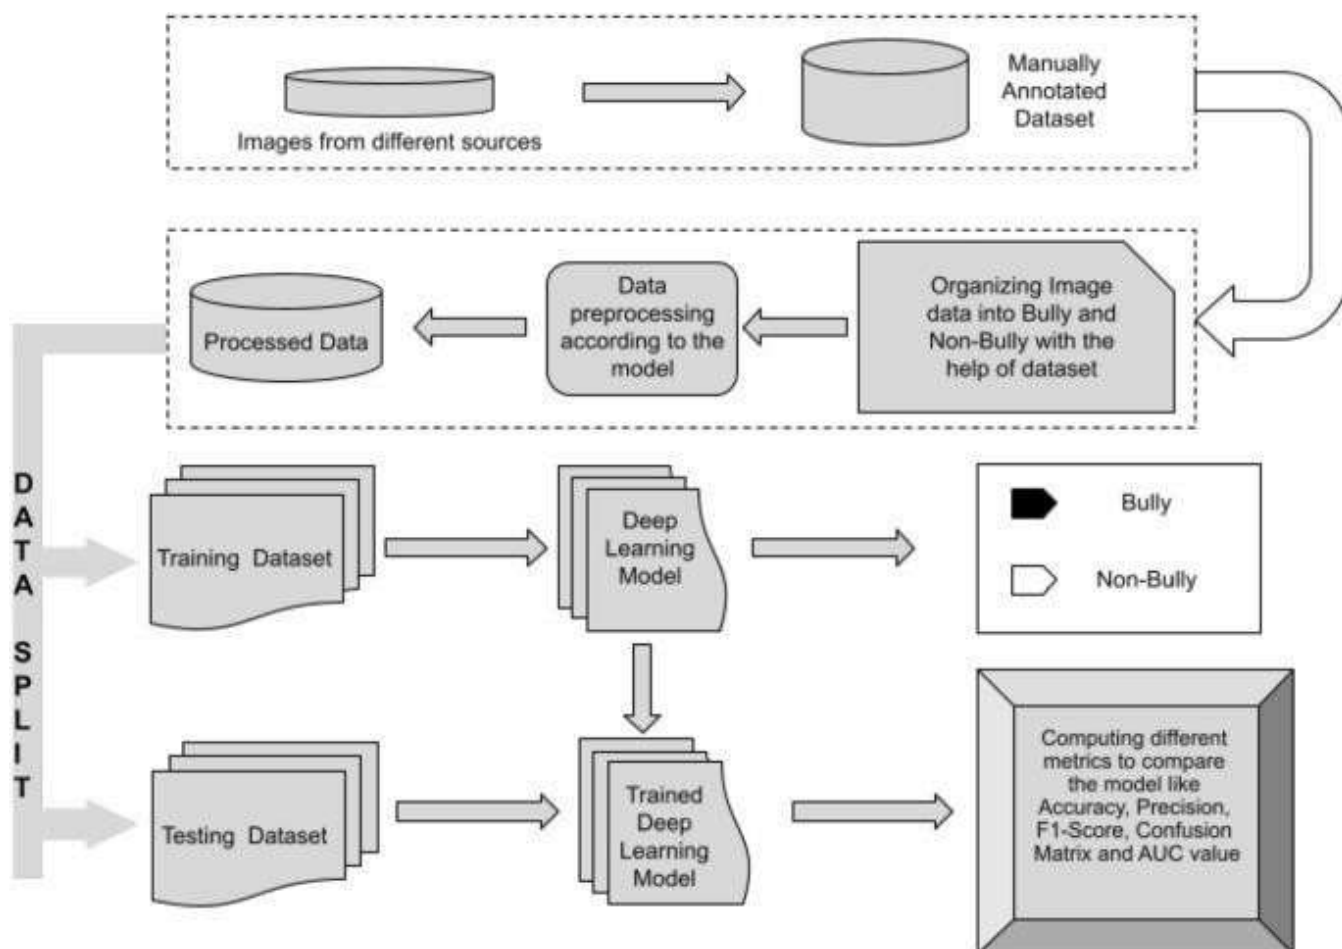 Images from different sources
Manually
Annotated
Dataset
Organizing Image
data into Bully and
Non-Bully with the
help of dataset
Data
preprocessing
according to the
model
Processed Data
DATA SPLIT
Training Dataset
Deep
Learning
Model
Bully
Non-Bully
Testing Dataset
Trained
Deep
Learning
Model
Computing different
metrics to compare
the model like
Accuracy, Precision,
F1-Score, Confusion
Matrix and AUC value